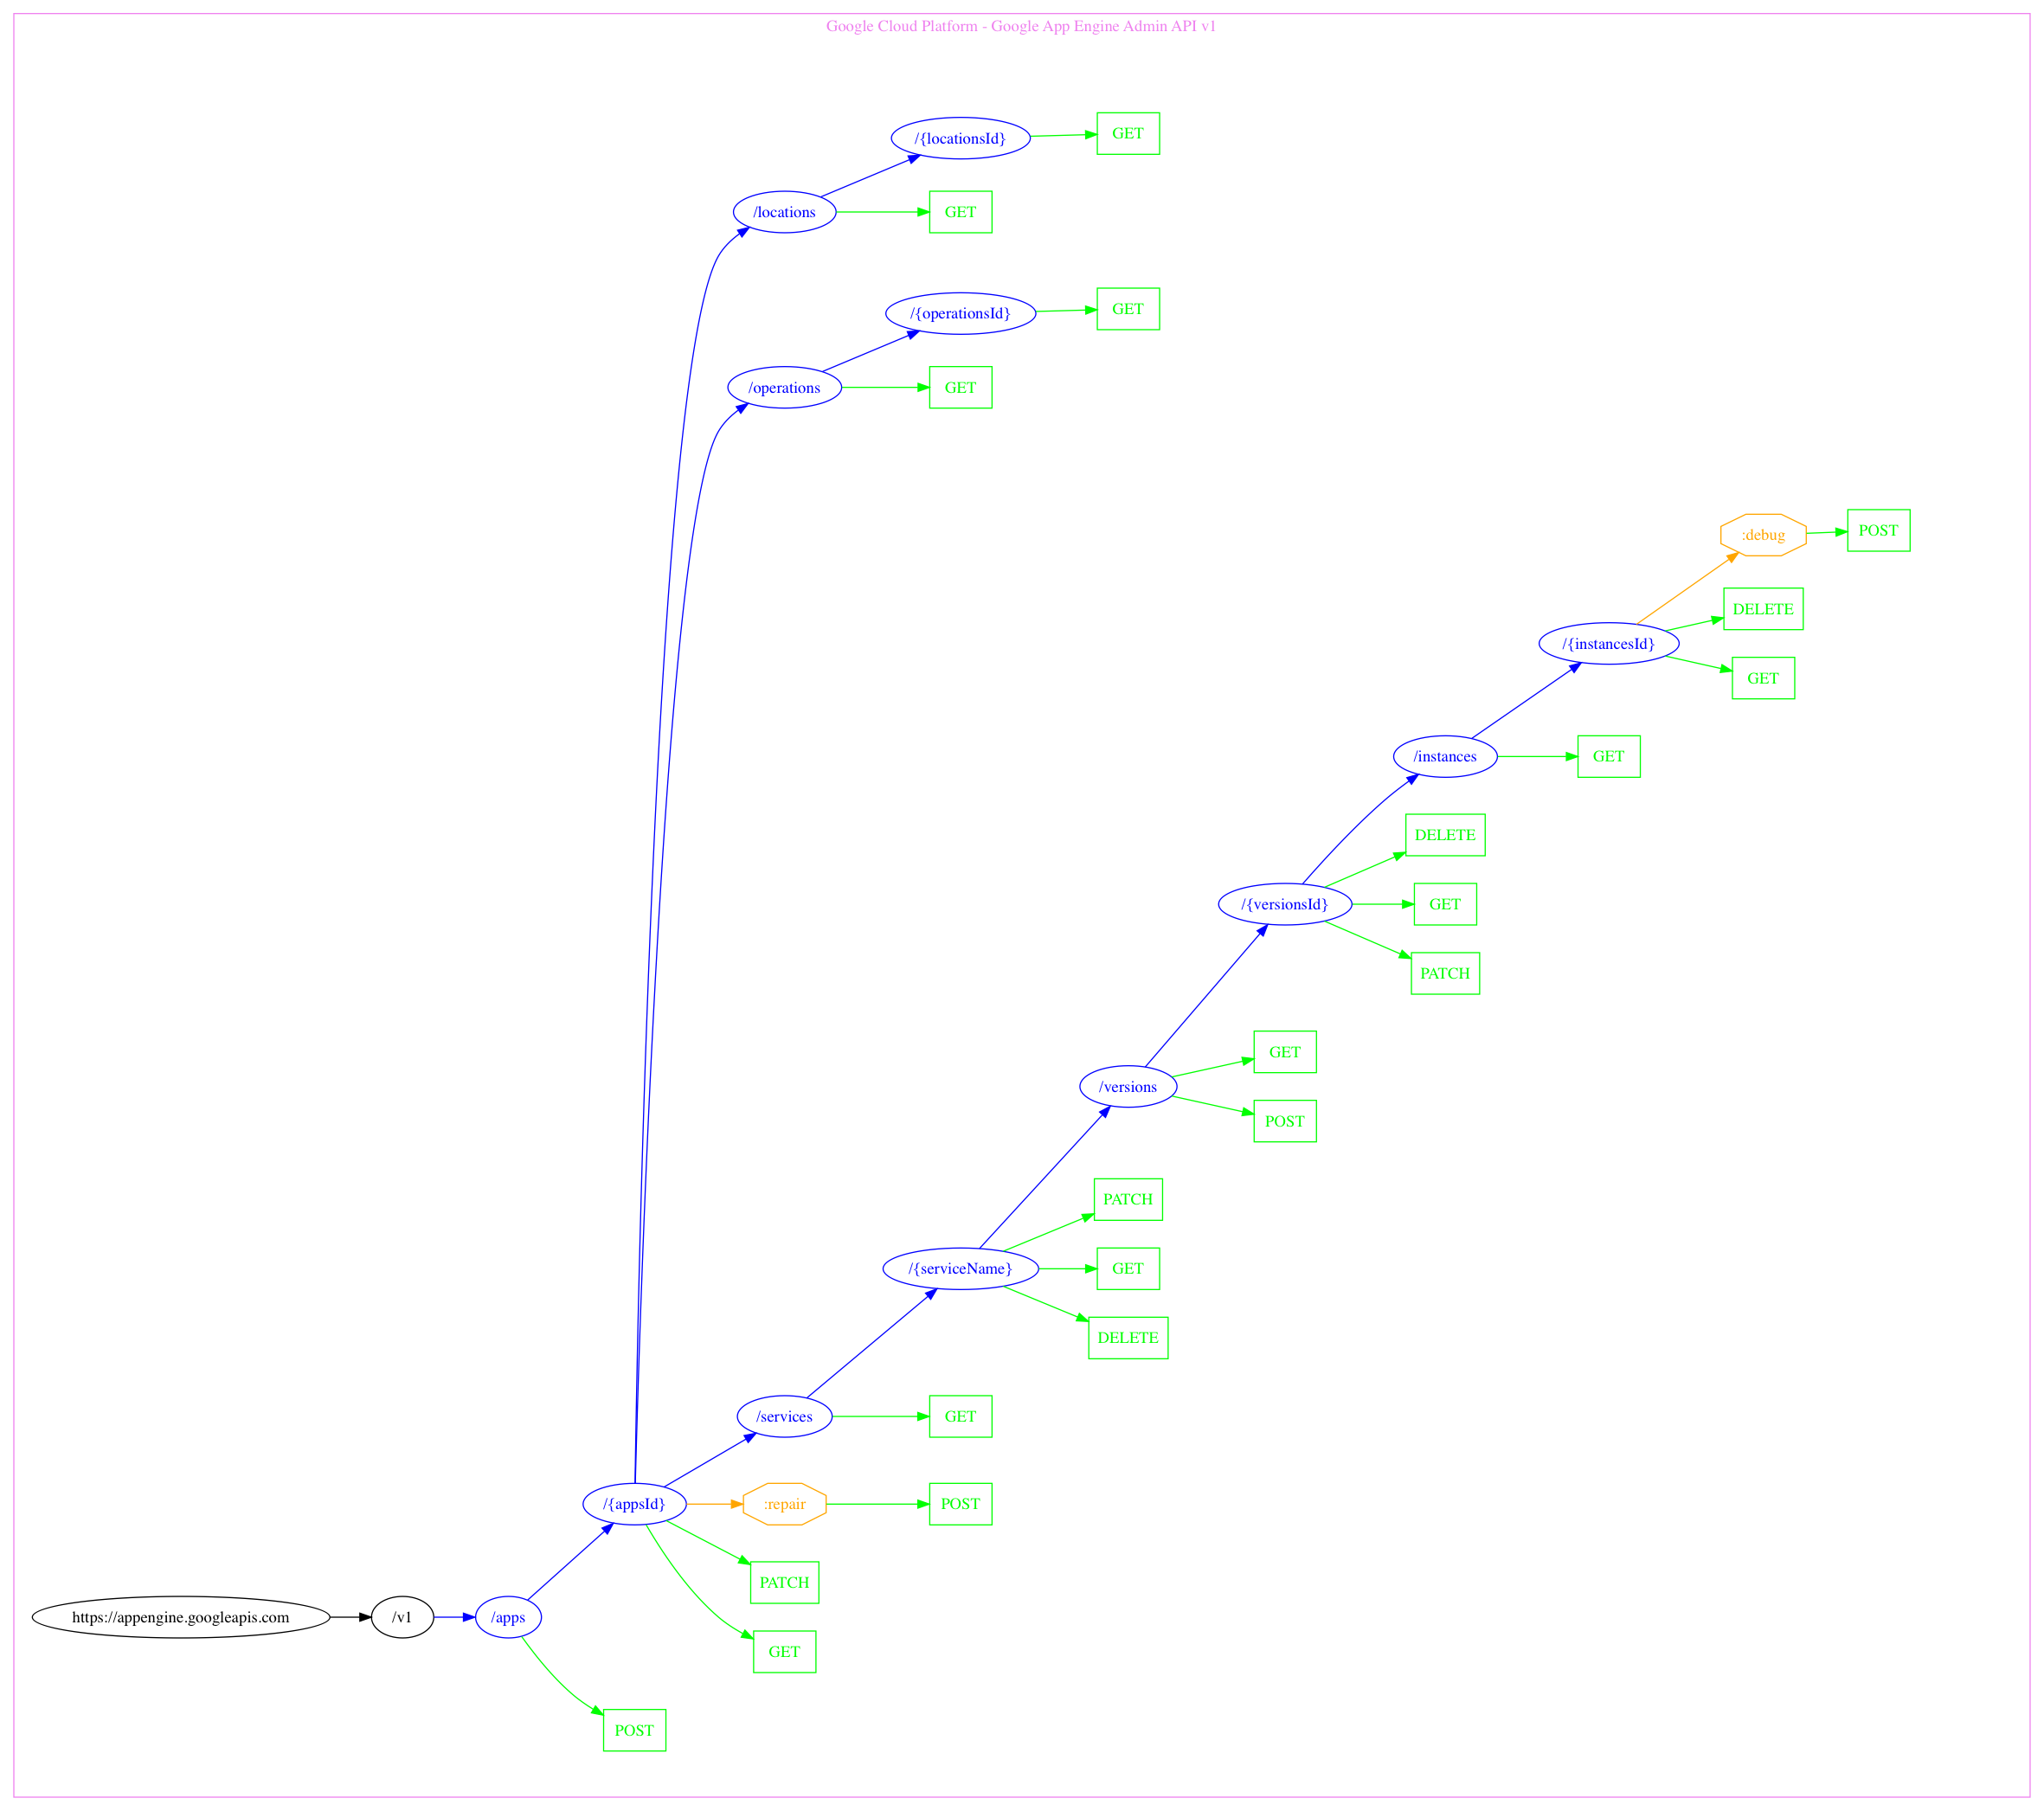 Google Cloud Platform - Google App Engine Admin API v1
/{locationsId}
GET
/locations
GET
/{operationsId}
GET
/operations
GET
:debug
POST
DELETE
/{instancesId}
GET
/instances
GET
DELETE
/{versionsId}
GET
PATCH
GET
/versions
POST
PATCH
/{serviceName}
GET
DELETE
/services
GET
/{appsId}
:repair
POST
PATCH
https://appengine.googleapis.com
/v1
/apps
GET
POST